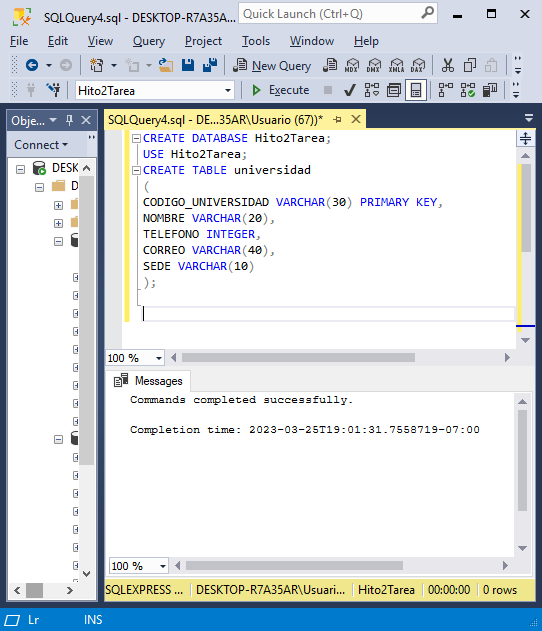 SQLQuery4.sql - DESKTOP-R7A35A...
Quick Launch (Ctrl+Q)
File Edit View Query Project Tools Window Help
New Query MDX DMX XMLA DAX
Hito2Tarea Execute
Obje...
SQLQuery4.sql - DE...35AR\Usuario (67))*
Connect
DESK
D
CREATE DATABASE Hito2Tarea;
USE Hito2Tarea;
CREATE TABLE universidad
(
CODIGO_UNIVERSIDAD VARCHAR(30) PRIMARY KEY,
NOMBRE VARCHAR(20),
TELEFONO INTEGER,
CORREO VARCHAR(40),
SEDE VARCHAR(10)
);
100 %
Messages
Commands completed successfully.
Completion time: 2023-03-25T19:01:31.7558719-07:00
100 %
SQLEXPRESS ... DESKTOP-R7A35AR\Usuari... Hito2Tarea 00:00:00 0 rows
Lr INS